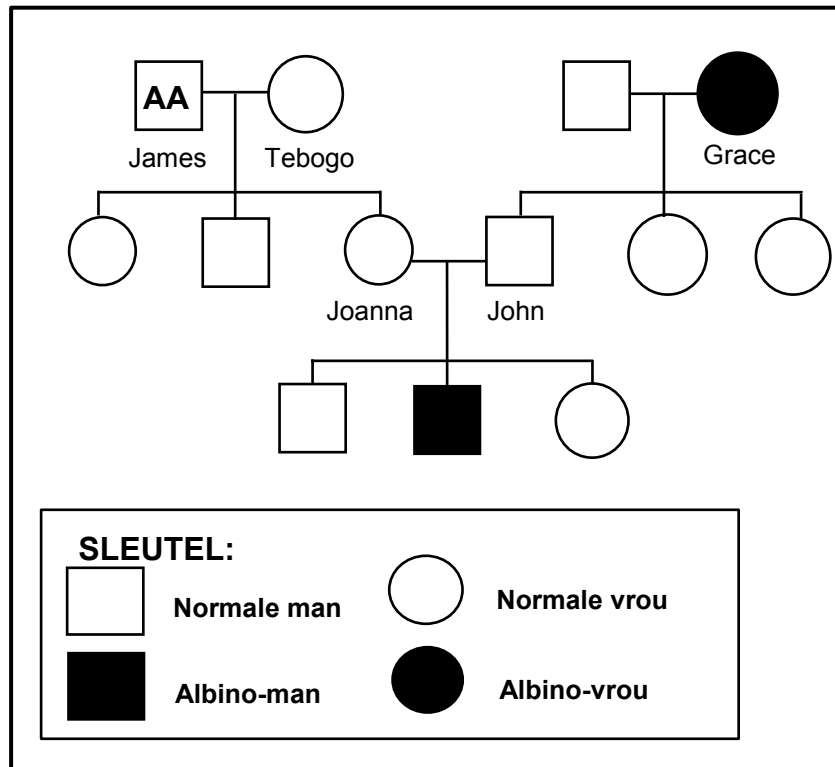 AA
James Tebogo Grace
Joanna John
SLEUTEL:
Normale man Normale vrou
Albino-man Albino-vrou